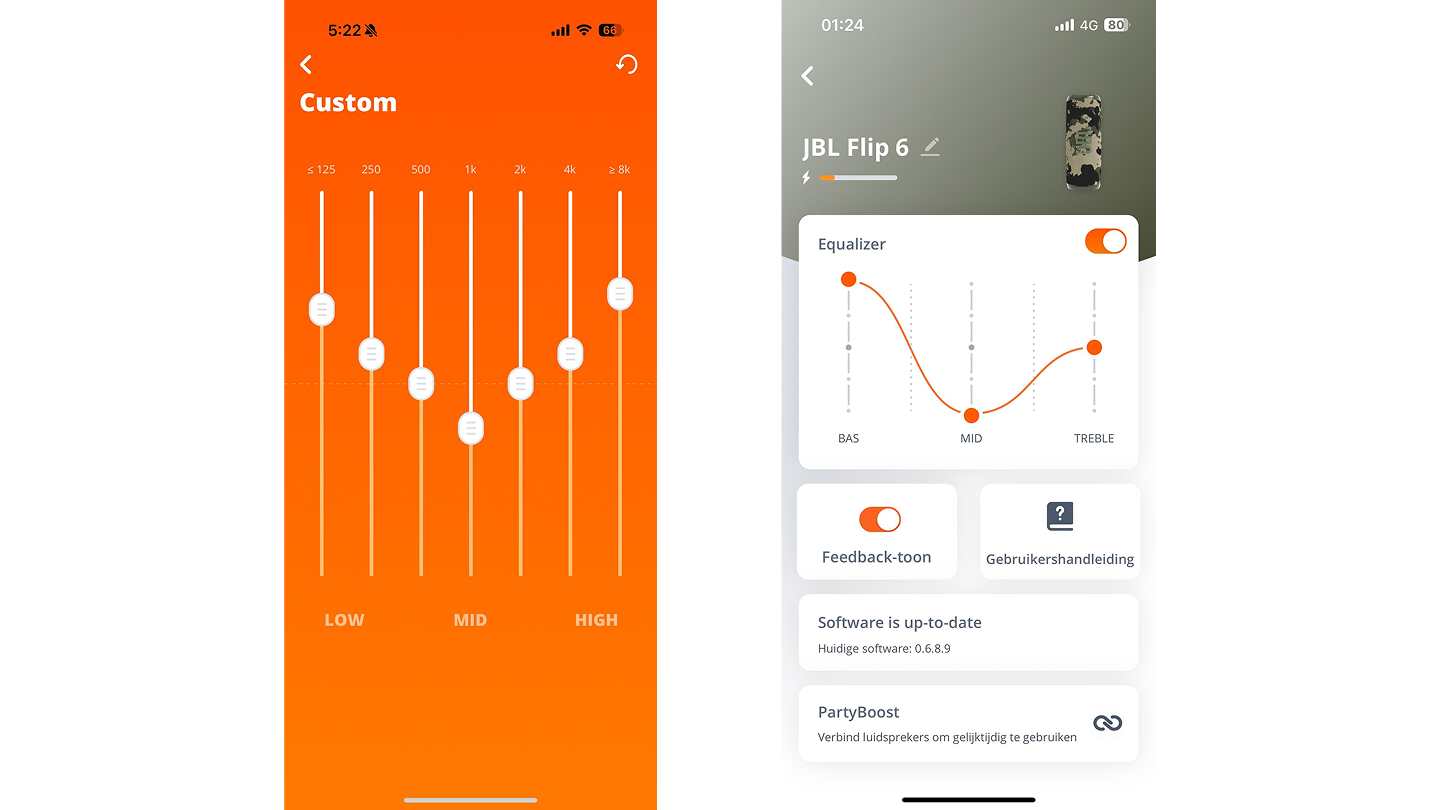 5:22
66
Custom
≤ 125 250 500 1k 2k 4k ≥ 8k
LOW MID HIGH
01:24
4G 80
JBL Flip 6
Equalizer
BAS MID TREBLE
Feedback-toon
Gebruikershandleiding
Software is up-to-date
Huidige software: 0.6.8.9
PartyBoost
Verbind luidsprekers om gelijktijdig te gebruiken